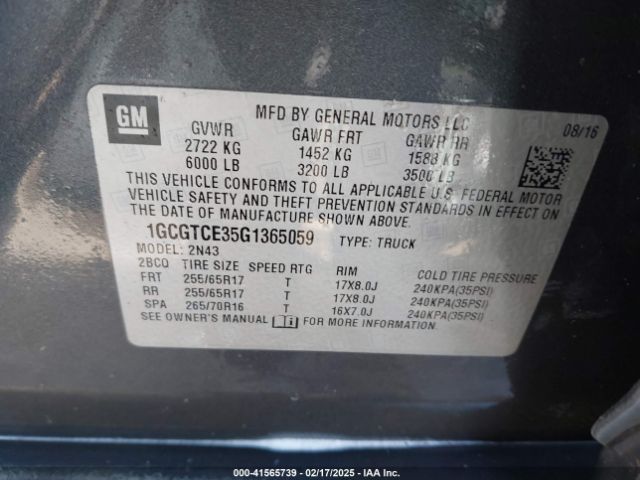 GM
MFD BY GENERAL MOTORS LLC
GVWR GAWR FRT GAWR RR 08/16
2722 KG 1452 KG 1588 KG
6000 LB 3200 LB 3500 LB
THIS VEHICLE CONFORMS TO ALL APPLICABLE U.S. FEDERAL MOTOR
VEHICLE SAFETY AND THEFT PREVENTION STANDARDS IN EFFECT ON
THE DATE OF MANUFACTURE SHOWN ABOVE.
1GCGTCE35G1365059 TYPE: TRUCK
MODEL: 2N43
2BCQ TIRE SIZE SPEED RTG RIM COLD TIRE PRESSURE
FRT 255/65R17 T 17X8.0J 240KPA(35PSI)
RR 255/65R17 T 17X8.0J 240KPA(35PSI)
SPA 265/70R16 T 16X7.0J 240KPA(35PSI)
SEE OWNER'S MANUAL FOR MORE INFORMATION.
000-41565739 - 02/17/2025 - IAA Inc.